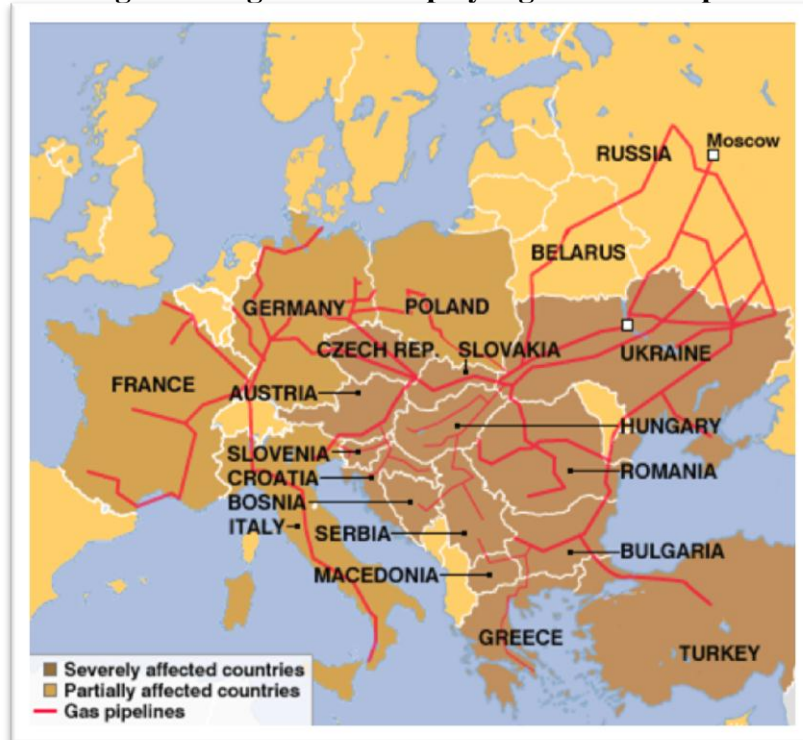 RUSSIA
Moscow
BELARUS
GERMANY
POLAND
CZECH REP.
SLOVAKIA
UKRAINE
FRANCE
AUSTRIA
HUNGARY
SLOVENIA
CROATIA
ROMANIA
BOSNIA
ITALY
SERBIA
BULGARIA
MACEDONIA
GREECE
TURKEY
Severely affected countries
Partially affected countries
Gas pipelines